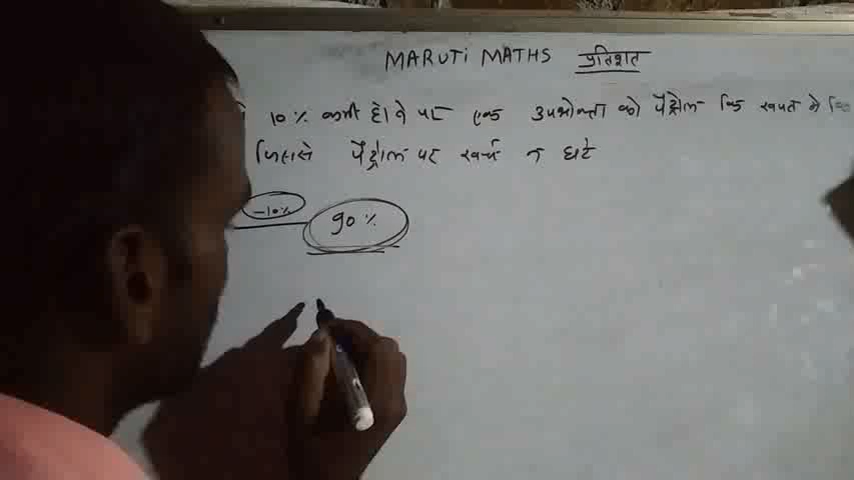 MARUTI MATHS प्रतिशत
10% कमी होने पर एक उपभोक्ता को पैट्रोल कि खपत मे
जिससे पैट्रोल पर खर्च न घटे
-10% 90%